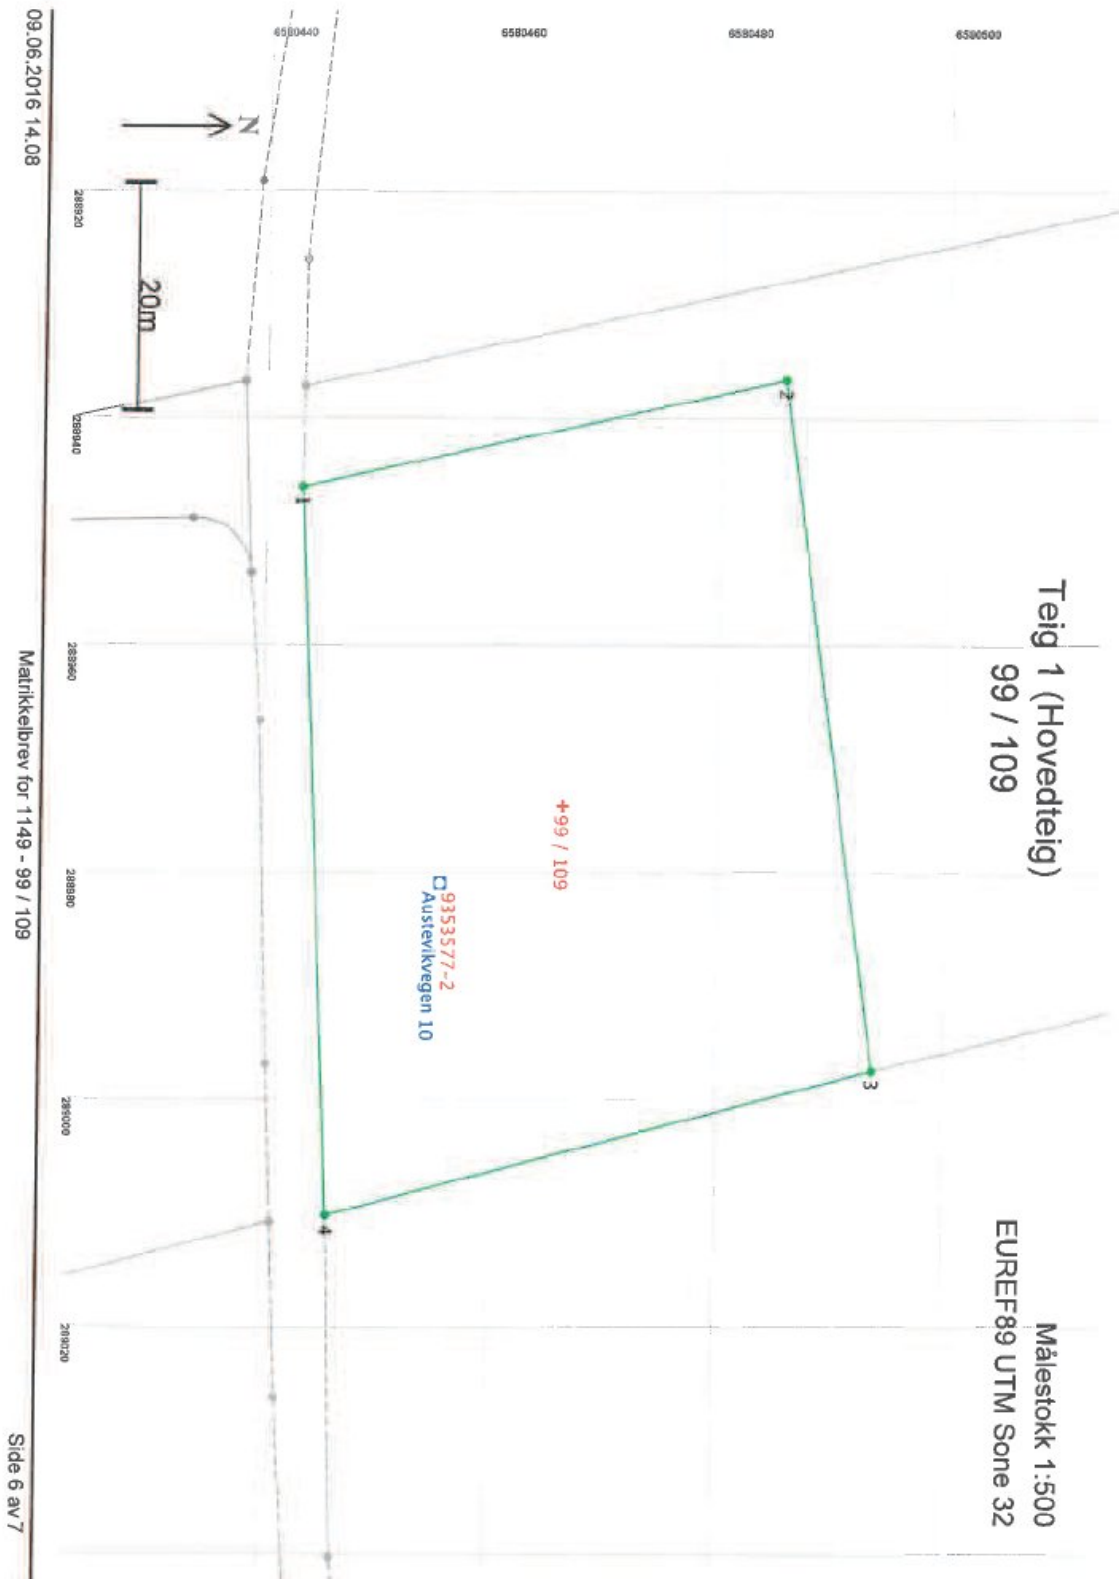 Teig 1 (Hovedteig)
99 / 109
Målestokk 1:500
EUREF89 UTM Sone 32
6580500
6580480
6580460
6580440
N
20m
2
3
1
4
+99 / 109
9353577-2
Austevikvegen 10
288920
288940
288960
288980
289000
289020
09.06.2016 14.08
Matrikkelbrev for 1149 - 99 / 109
Side 6 av 7